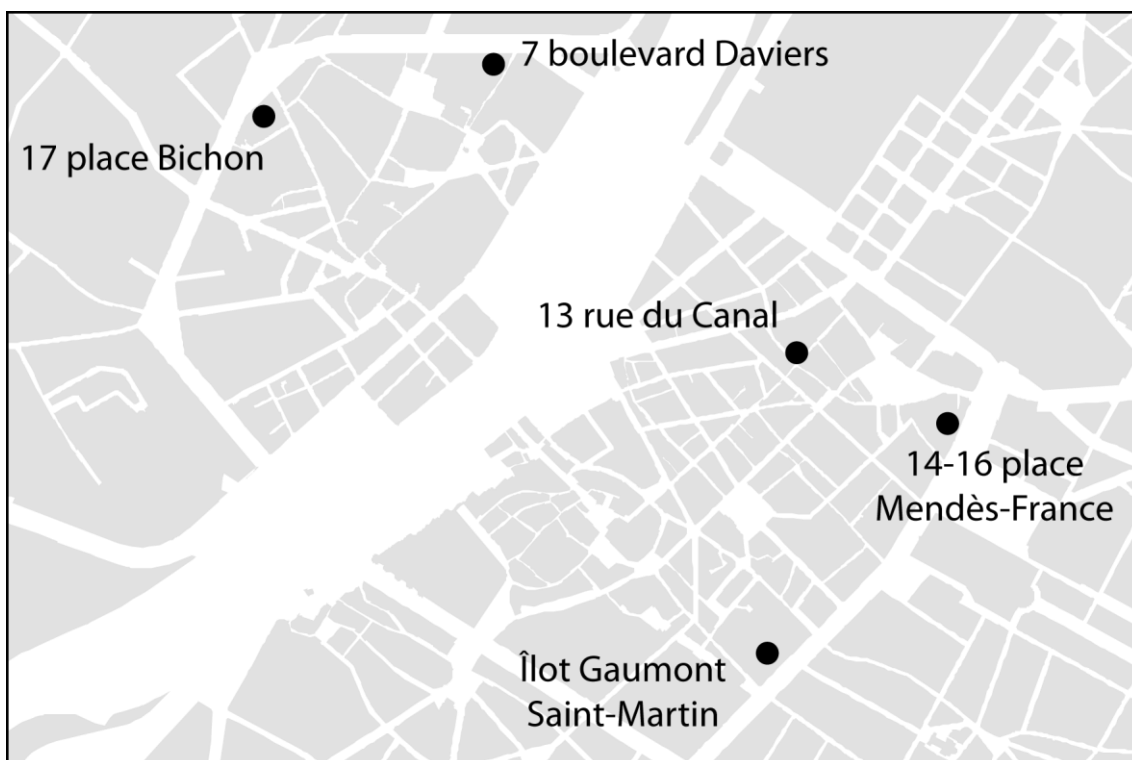 7 boulevard Daviers
17 place Bichon
13 rue du Canal
14-16 place
Mendès-France
Îlot Gaumont
Saint-Martin